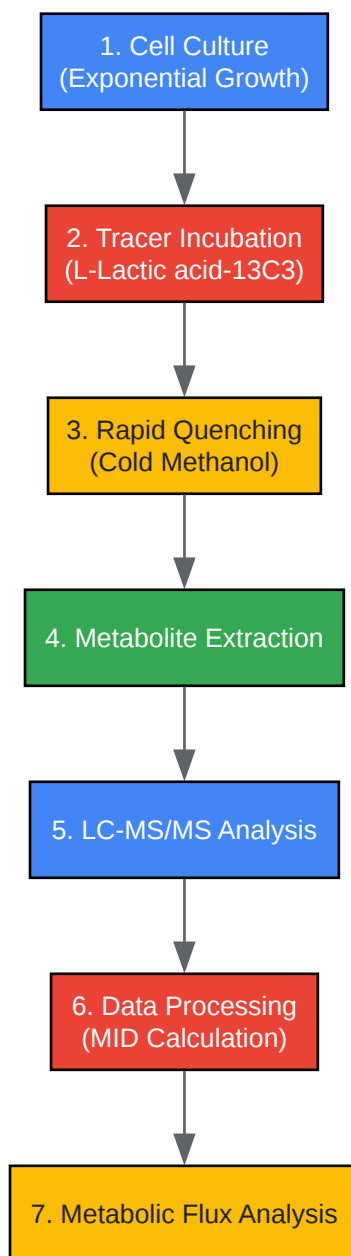 1. Cell Culture
(Exponential Growth)
2. Tracer Incubation
(L-Lactic acid-13C3)
3. Rapid Quenching
(Cold Methanol)
4. Metabolite Extraction
5. LC-MS/MS Analysis
6. Data Processing
(MID Calculation)
7. Metabolic Flux Analysis